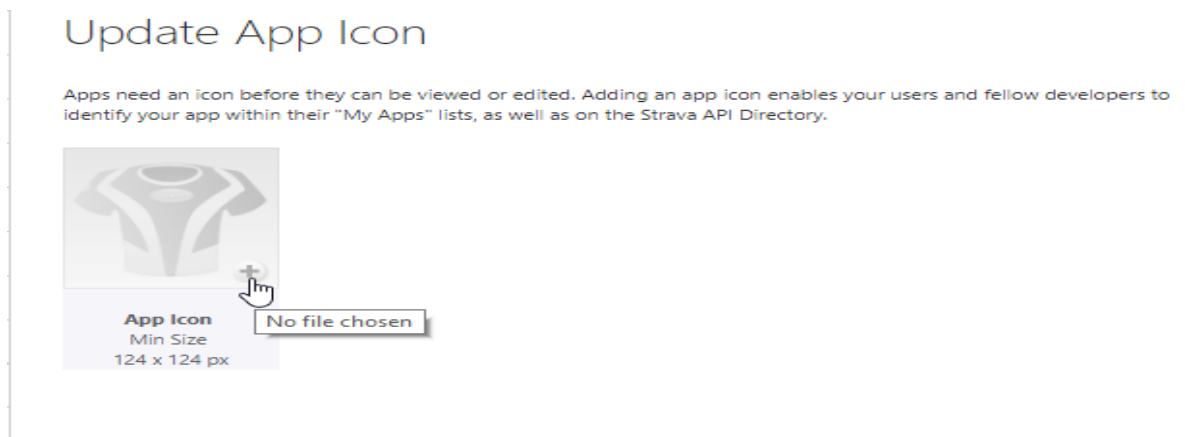 Update App Icon
Apps need an icon before they can be viewed or edited. Adding an app icon enables your users and fellow developers to
identify your app within their "My Apps" lists, as well as on the Strava API Directory.
App Icon
No file chosen
Min Size
124 x 124 px